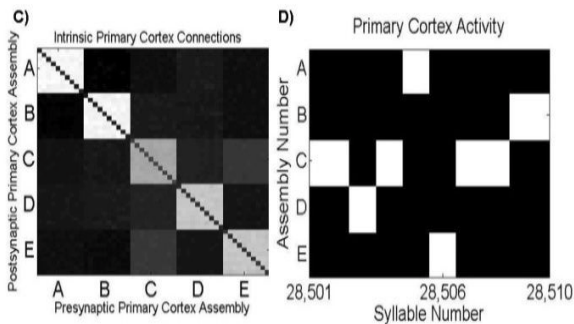 C)
Intrinsic Primary Cortex Connections
Postsynaptic Primary Cortex Assembly
A
B
C
D
E
A B C D E
Presynaptic Primary Cortex Assembly
D)
Primary Cortex Activity
Assembly Number
A
B
C
D
E
28,501 28,506 28,510
Syllable Number